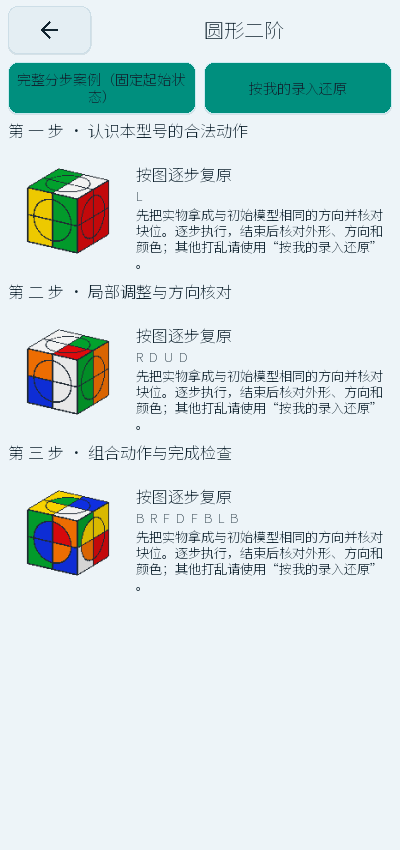 圆形二阶
完整分步案例（固定起始状
态）
按我的录入还原
第一步 · 认识本型号的合法动作
按图逐步复原
L
先把实物拿成与初始模型相同的方向并核对
块位。逐步执行，结束后核对外形、方向和
颜色；其他打乱请使用“按我的录入还原”
。
第二步 · 局部调整与方向核对
按图逐步复原
R D U D
先把实物拿成与初始模型相同的方向并核对
块位。逐步执行，结束后核对外形、方向和
颜色；其他打乱请使用“按我的录入还原”
。
第三步 · 组合动作与完成检查
按图逐步复原
B R F D F B L B
先把实物拿成与初始模型相同的方向并核对
块位。逐步执行，结束后核对外形、方向和
颜色；其他打乱请使用“按我的录入还原”
。